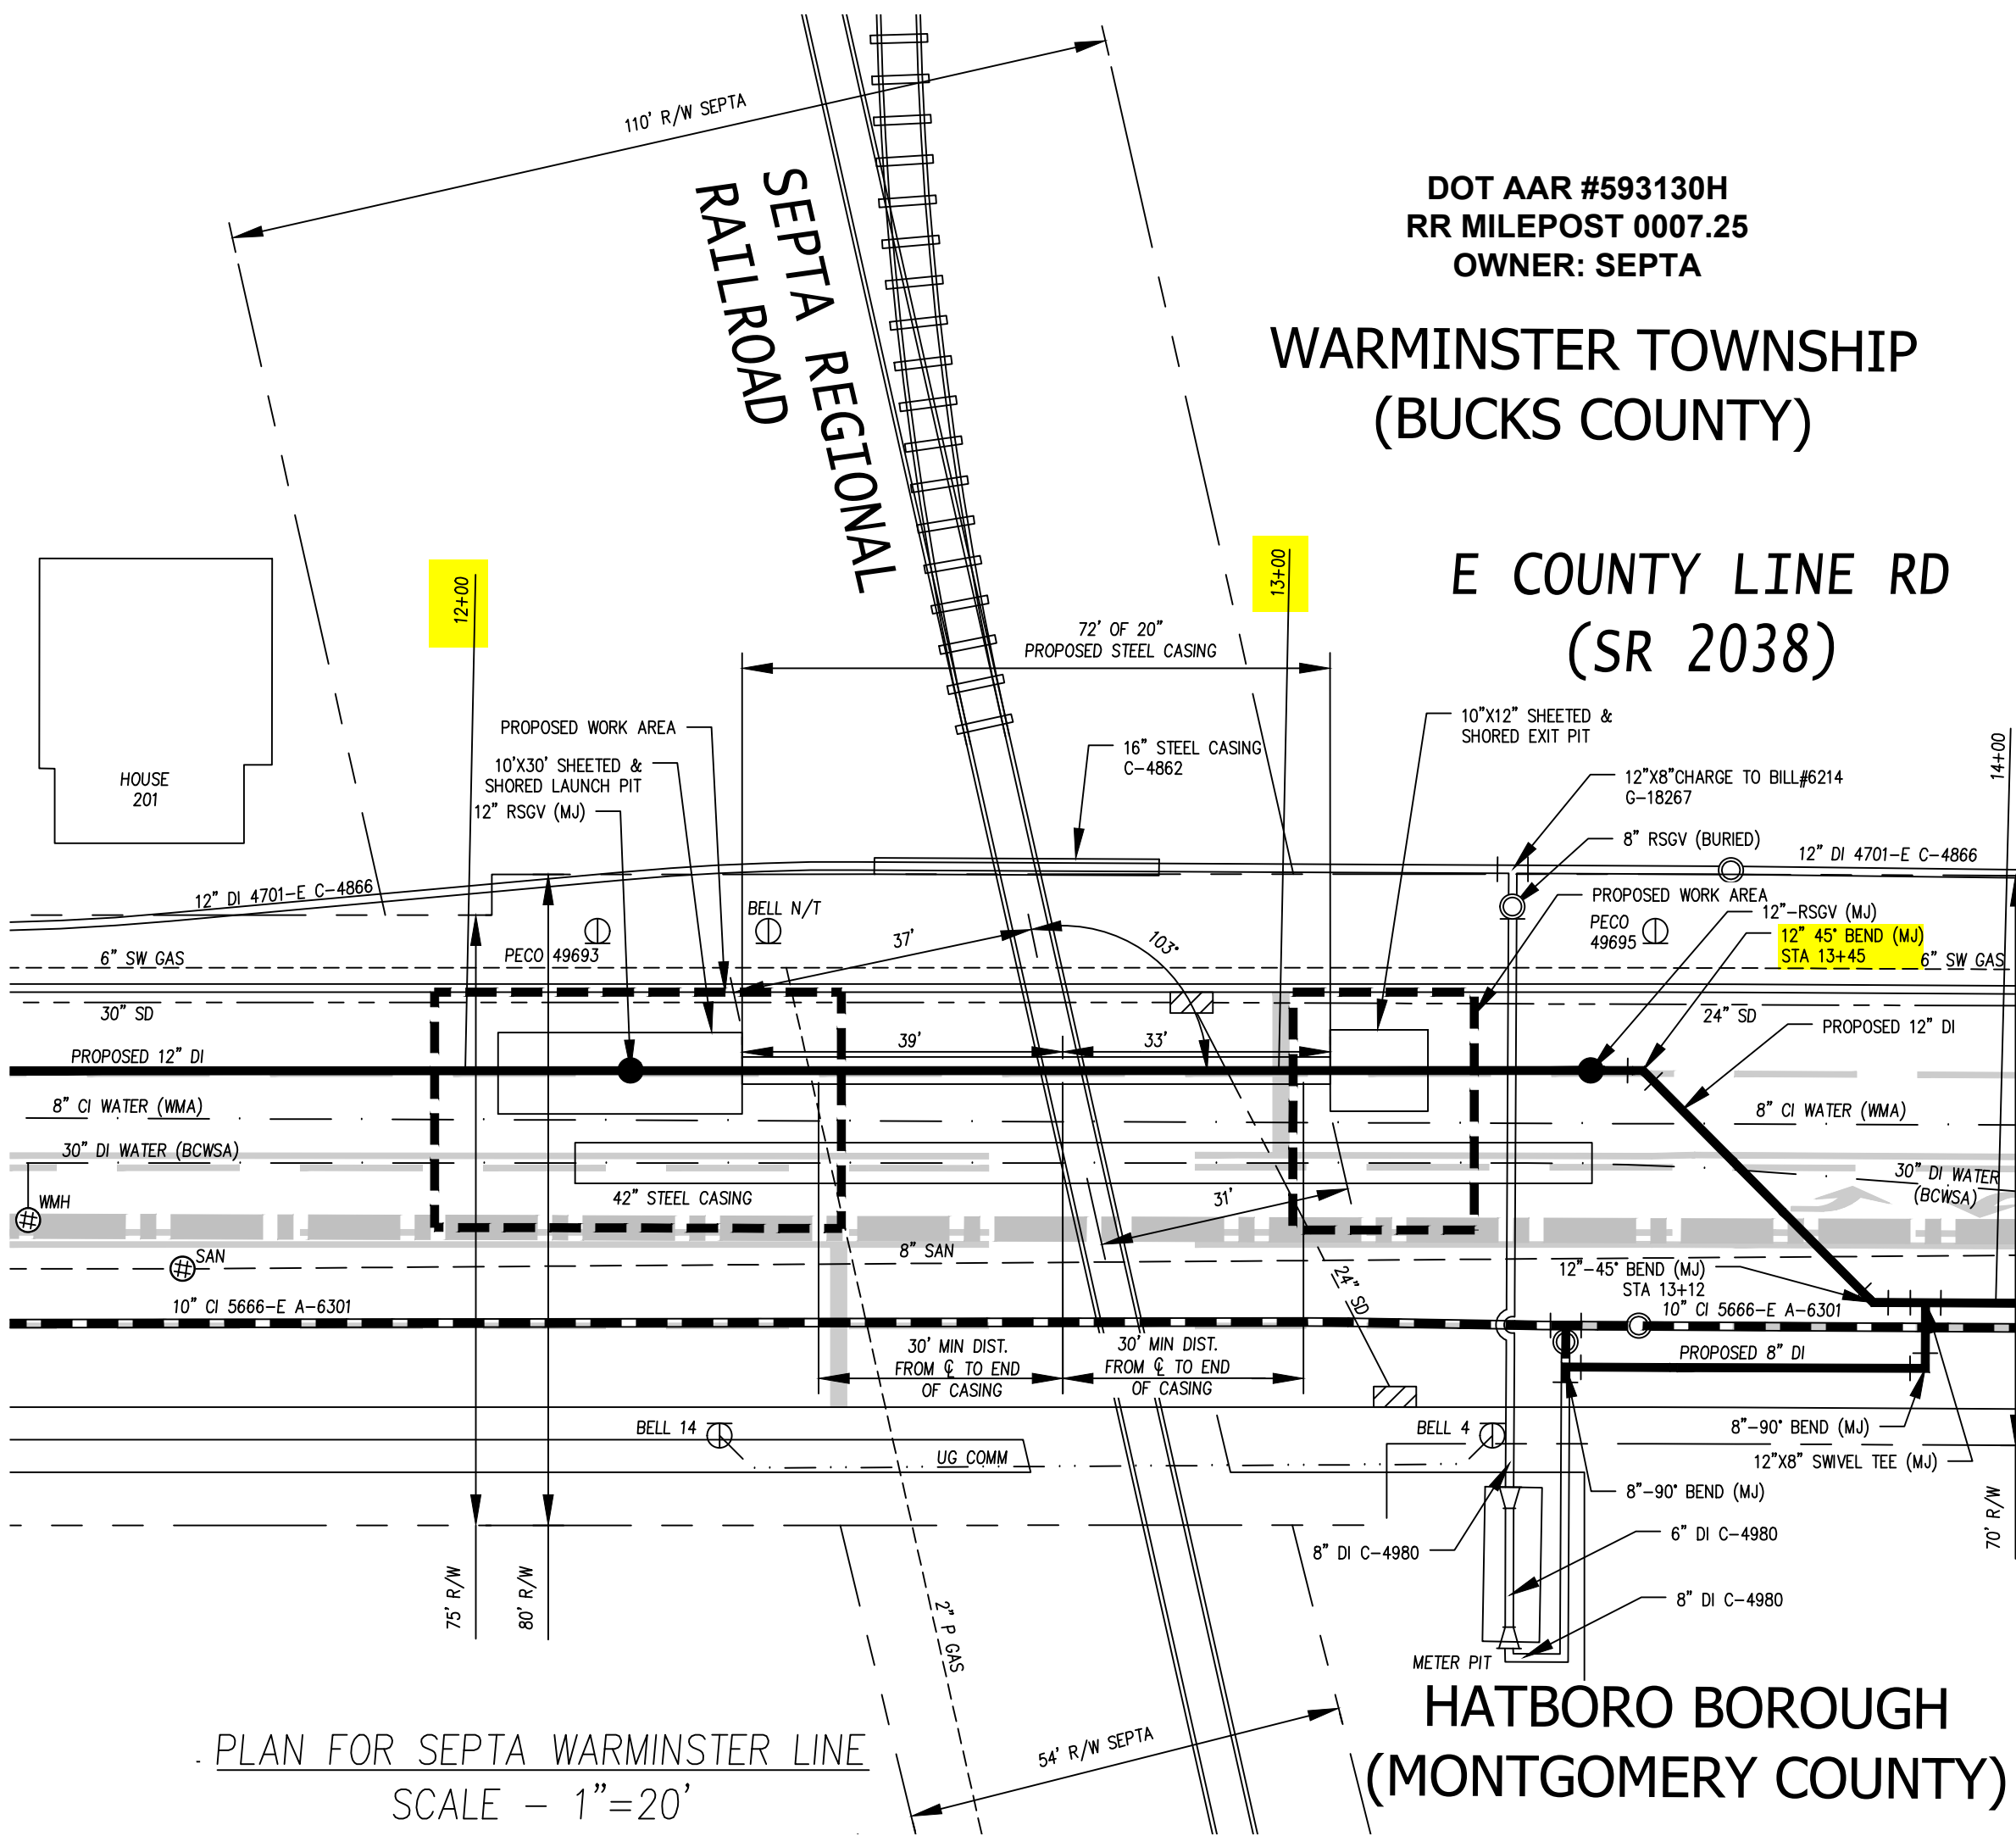 110' R/W SEPTA
SEPTA REGIONAL
RAILROAD
DOT AAR #593130H
RR MILEPOST 0007.25
OWNER: SEPTA
WARMINSTER TOWNSHIP
(BUCKS COUNTY)
E COUNTY LINE RD
(SR 2038)
12+00
13+00
14+00
72' OF 20"
PROPOSED STEEL CASING
HOUSE
201
PROPOSED WORK AREA
10'X30' SHEETED &
SHORED LAUNCH PIT
12" RSGV (MJ)
16" STEEL CASING
C-4862
10"X12" SHEETED &
SHORED EXIT PIT
12"X8"CHARGE TO BILL#6214
G-18267
8" RSGV (BURIED)
12" DI 4701-E C-4866
12" DI 4701-E C-4866
PROPOSED WORK AREA
BELL N/T
37'
103°
PECO
49695
12"-RSGV (MJ)
12" 45° BEND (MJ)
STA 13+45
6" SW GAS
PECO 49693
6" SW GAS
30" SD
24" SD
PROPOSED 12" DI
PROPOSED 12" DI
39'
33'
8" CI WATER (WMA)
8" CI WATER (WMA)
30" DI WATER (BCWSA)
30" DI WATER
(BCWSA)
WMH
42" STEEL CASING
31'
SAN
8" SAN
24" SD
12"-45° BEND (MJ)
STA 13+12
10" CI 5666-E A-6301
10" CI 5666-E A-6301
30' MIN DIST.
FROM ℄ TO END
OF CASING
30' MIN DIST.
FROM ℄ TO END
OF CASING
PROPOSED 8" DI
BELL 14
BELL 4
UG COMM
8"-90° BEND (MJ)
12"X8" SWIVEL TEE (MJ)
8"-90° BEND (MJ)
6" DI C-4980
8" DI C-4980
8" DI C-4980
75' R/W
80' R/W
70' R/W
2" P GAS
METER PIT
54' R/W SEPTA
HATBORO BOROUGH
(MONTGOMERY COUNTY)
PLAN FOR SEPTA WARMINSTER LINE
SCALE - 1"=20'